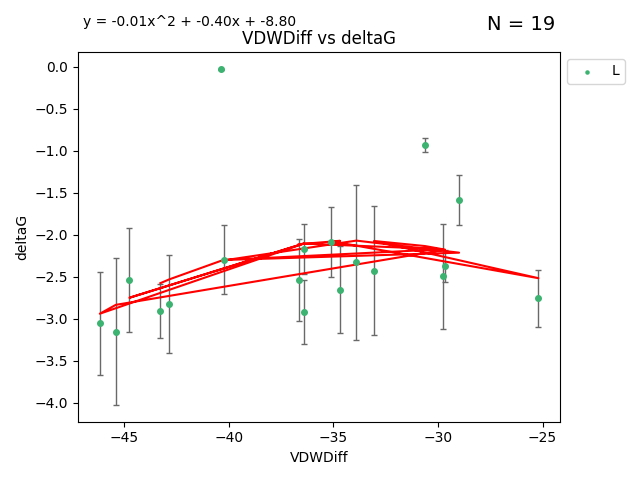 y = -0.01x^2 + -0.40x + -8.80
N = 19
VDWDiff vs deltaG
L
0.0
−0.5
−1.0
−1.5
−2.0
−2.5
−3.0
−3.5
−4.0
deltaG
−45
−40
−35
−30
−25
VDWDiff